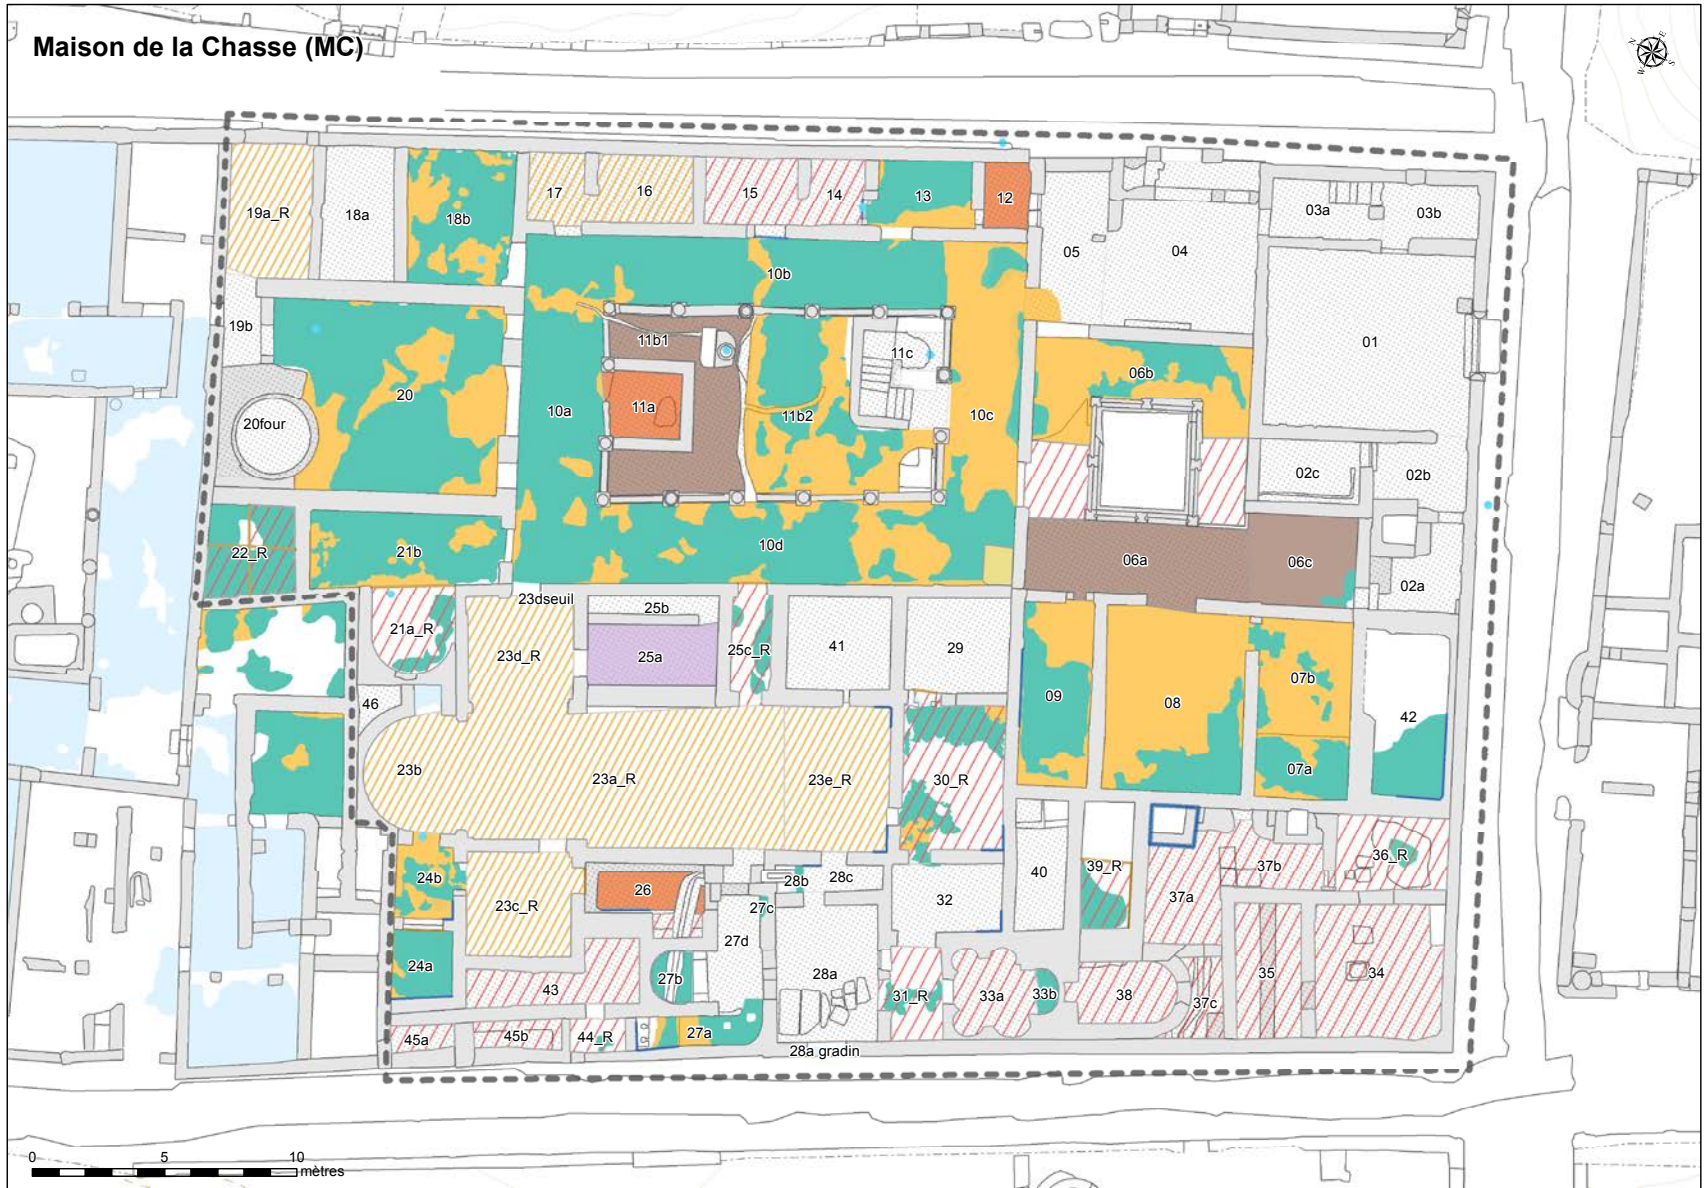 Maison de la Chasse (MC)
N E
W S
19a_R 18a 18b 17 16 15 14 13 12
05 04 03a 03b
10b
19b 11b1 11c 01
06b
20 10a 11a 11b2 10c
20four
02c 02b
22_R 21b 10d 06a 06c
02a
23dseuil 25b
21a_R 23d_R 25a 25c_R 41 29
09 08 07b
46 42
23b 23a_R 23e_R 30_R 07a
24b 26 28b 28c 40 39_R 37b 36_R
23c_R 27c 32 37a
27d
24a 43 27b 28a 31_R 33a 33b 38 37c 35 34
45a 45b 44_R 27a
28a gradin
0 5 10
mètres